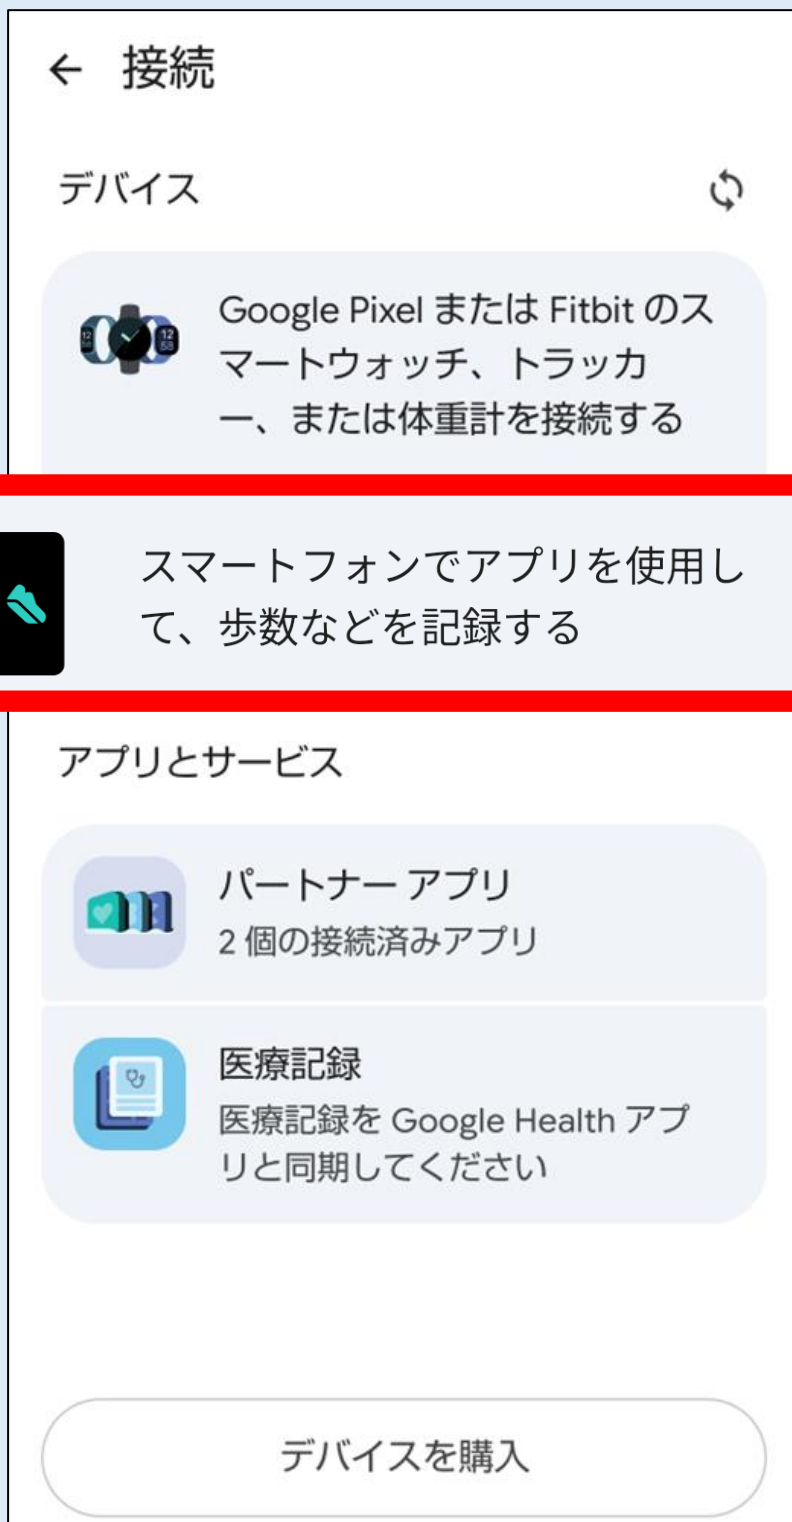 ← 接続
デバイス
Google Pixel または Fitbit のス
マートウォッチ、トラッカ
ー、または体重計を接続する
スマートフォンでアプリを使用し
て、歩数などを記録する
アプリとサービス
パートナー アプリ
2 個の接続済みアプリ
医療記録
医療記録を Google Health アプ
リと同期してください
デバイスを購入